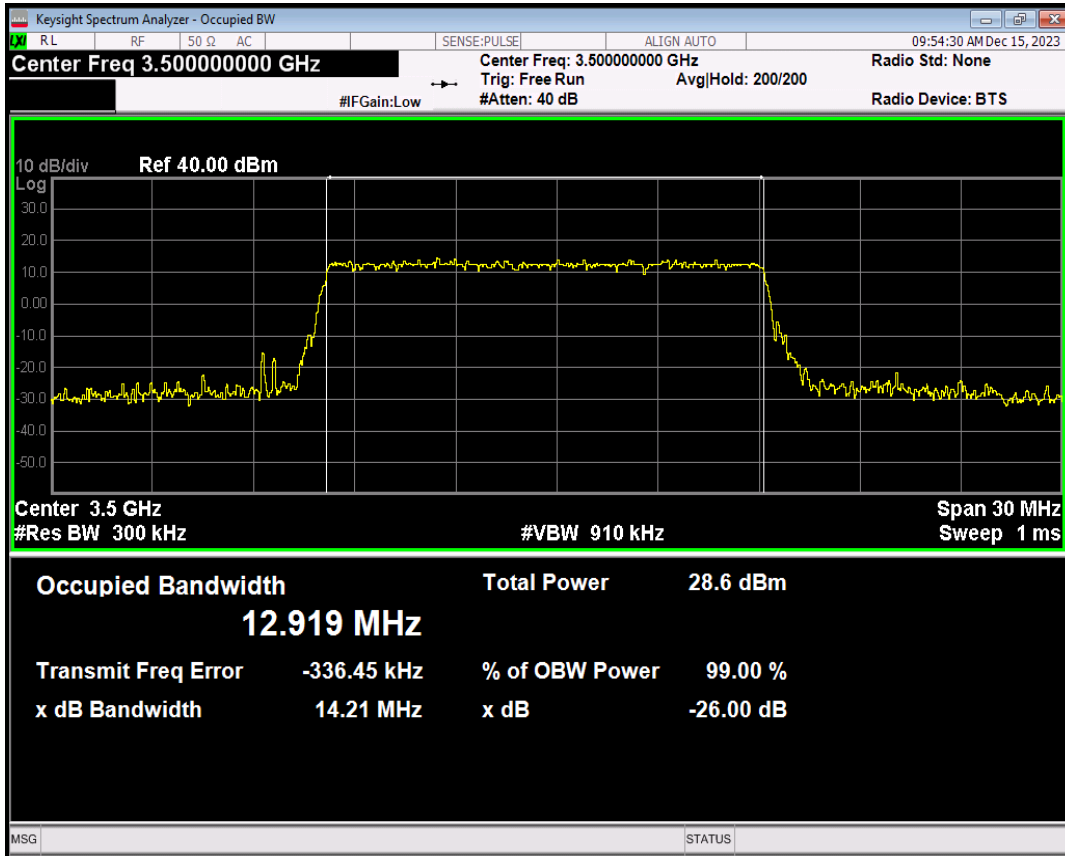 Keysight Spectrum Analyzer - Occupied BW
LXI RL RF 50 Ω AC SENSE:PULSE ALIGN AUTO 09:54:30 AM Dec 15, 2023
Center Freq 3.500000000 GHz
#IFGain:Low
Center Freq: 3.500000000 GHz
Trig: Free Run Avg|Hold: 200/200
#Atten: 40 dB
Radio Std: None
Radio Device: BTS
10 dB/div Ref 40.00 dBm
Log
30.0
20.0
10.0
0.00
-10.0
-20.0
-30.0
-40.0
-50.0
Center 3.5 GHz Span 30 MHz
#Res BW 300 kHz #VBW 910 kHz Sweep 1 ms
Occupied Bandwidth Total Power 28.6 dBm
12.919 MHz
Transmit Freq Error -336.45 kHz % of OBW Power 99.00 %
x dB Bandwidth 14.21 MHz x dB -26.00 dB
MSG STATUS